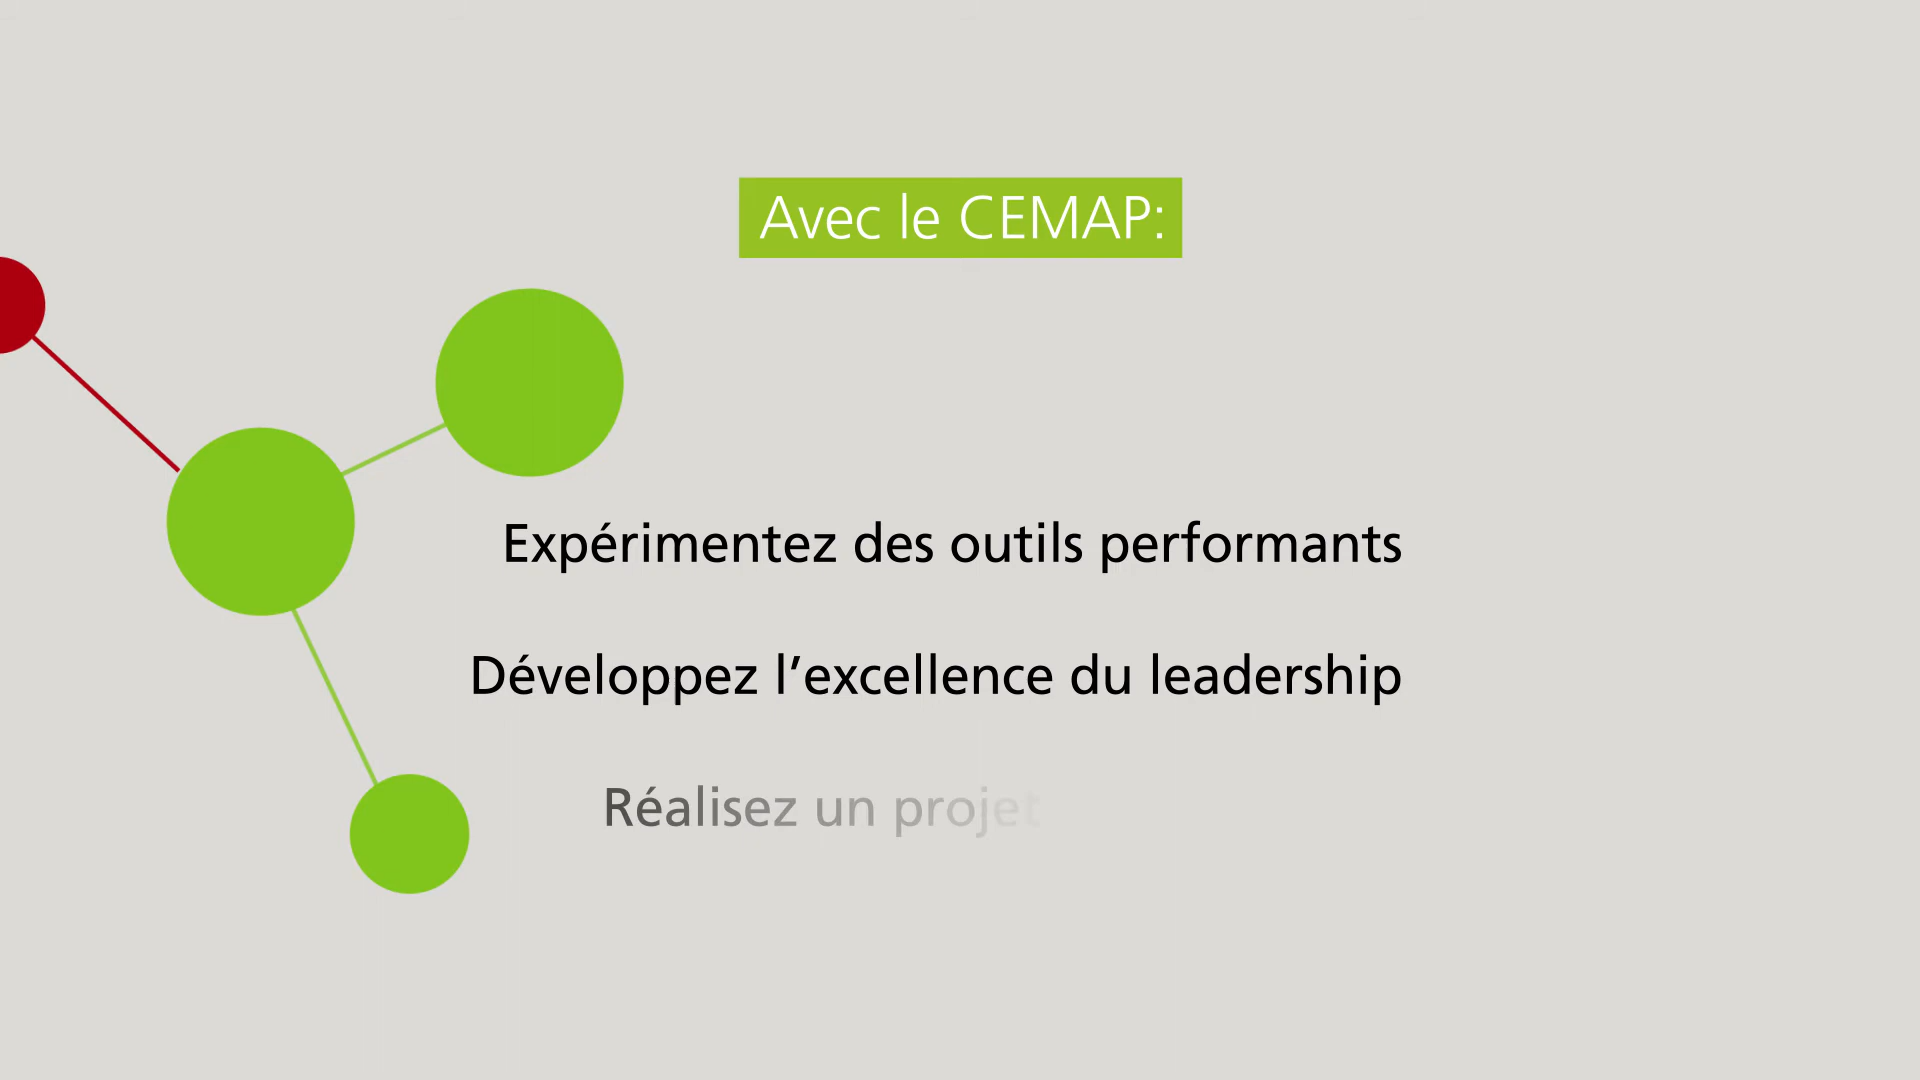 Avec le CEMAP:
Expérimentez des outils performants
Développez l’excellence du leadership
Réalisez un projet